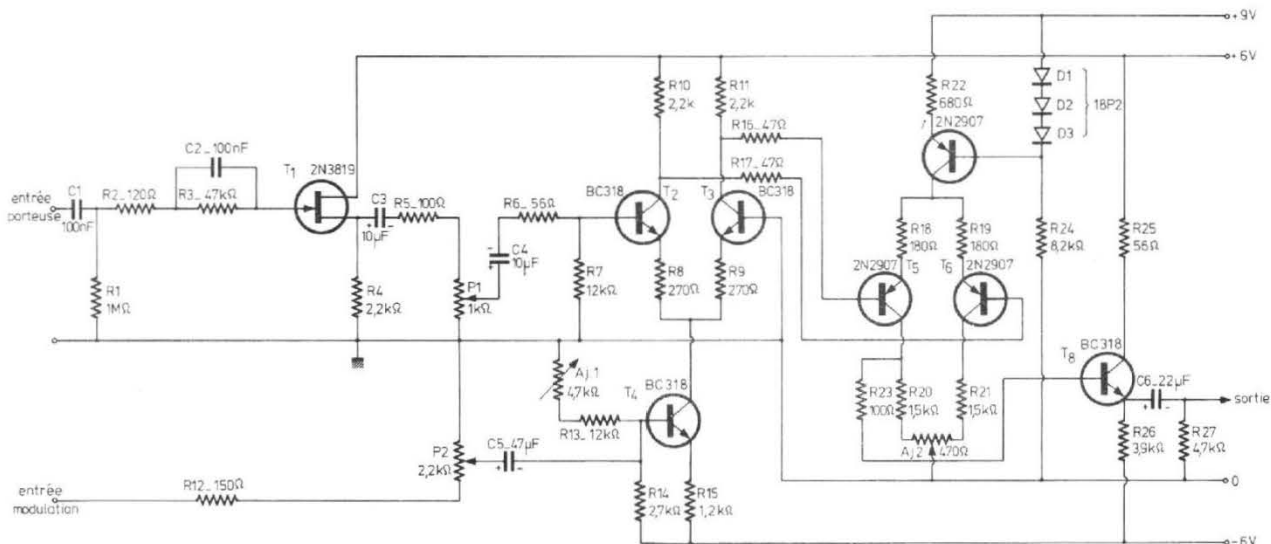 +9V
+6V
R10
2,2k
R11
2,2k
R22
680Ω
2N2907
D1
D2
D3
18P2
C2_100nF
T1
2N3819
R16_47Ω
R17_47Ω
entrée
porteuse
C1
100nF
R2_120Ω
R3_47kΩ
C3
10µF
R5_100Ω
R6_56Ω
BC318
T2
T3
BC318
C4
10µF
R18
180Ω
R19
180Ω
R24
8,2kΩ
R25
56Ω
2N2907
T5
T6
2N2907
R1
1MΩ
R4
2,2kΩ
P1
1kΩ
R7
12kΩ
R8
270Ω
R9
270Ω
Aj.1
4,7kΩ
T4
BC318
R13_12kΩ
R23
100Ω
R20
1,5kΩ
R21
1,5kΩ
T8
BC318
C6_22µF
sortie
P2
2,2kΩ
C5_47µF
Aj.2
470Ω
R26
3,9kΩ
R27
4,7kΩ
entrée
modulation
R12_150Ω
R14
2,7kΩ
R15
1,2kΩ
0
-6V